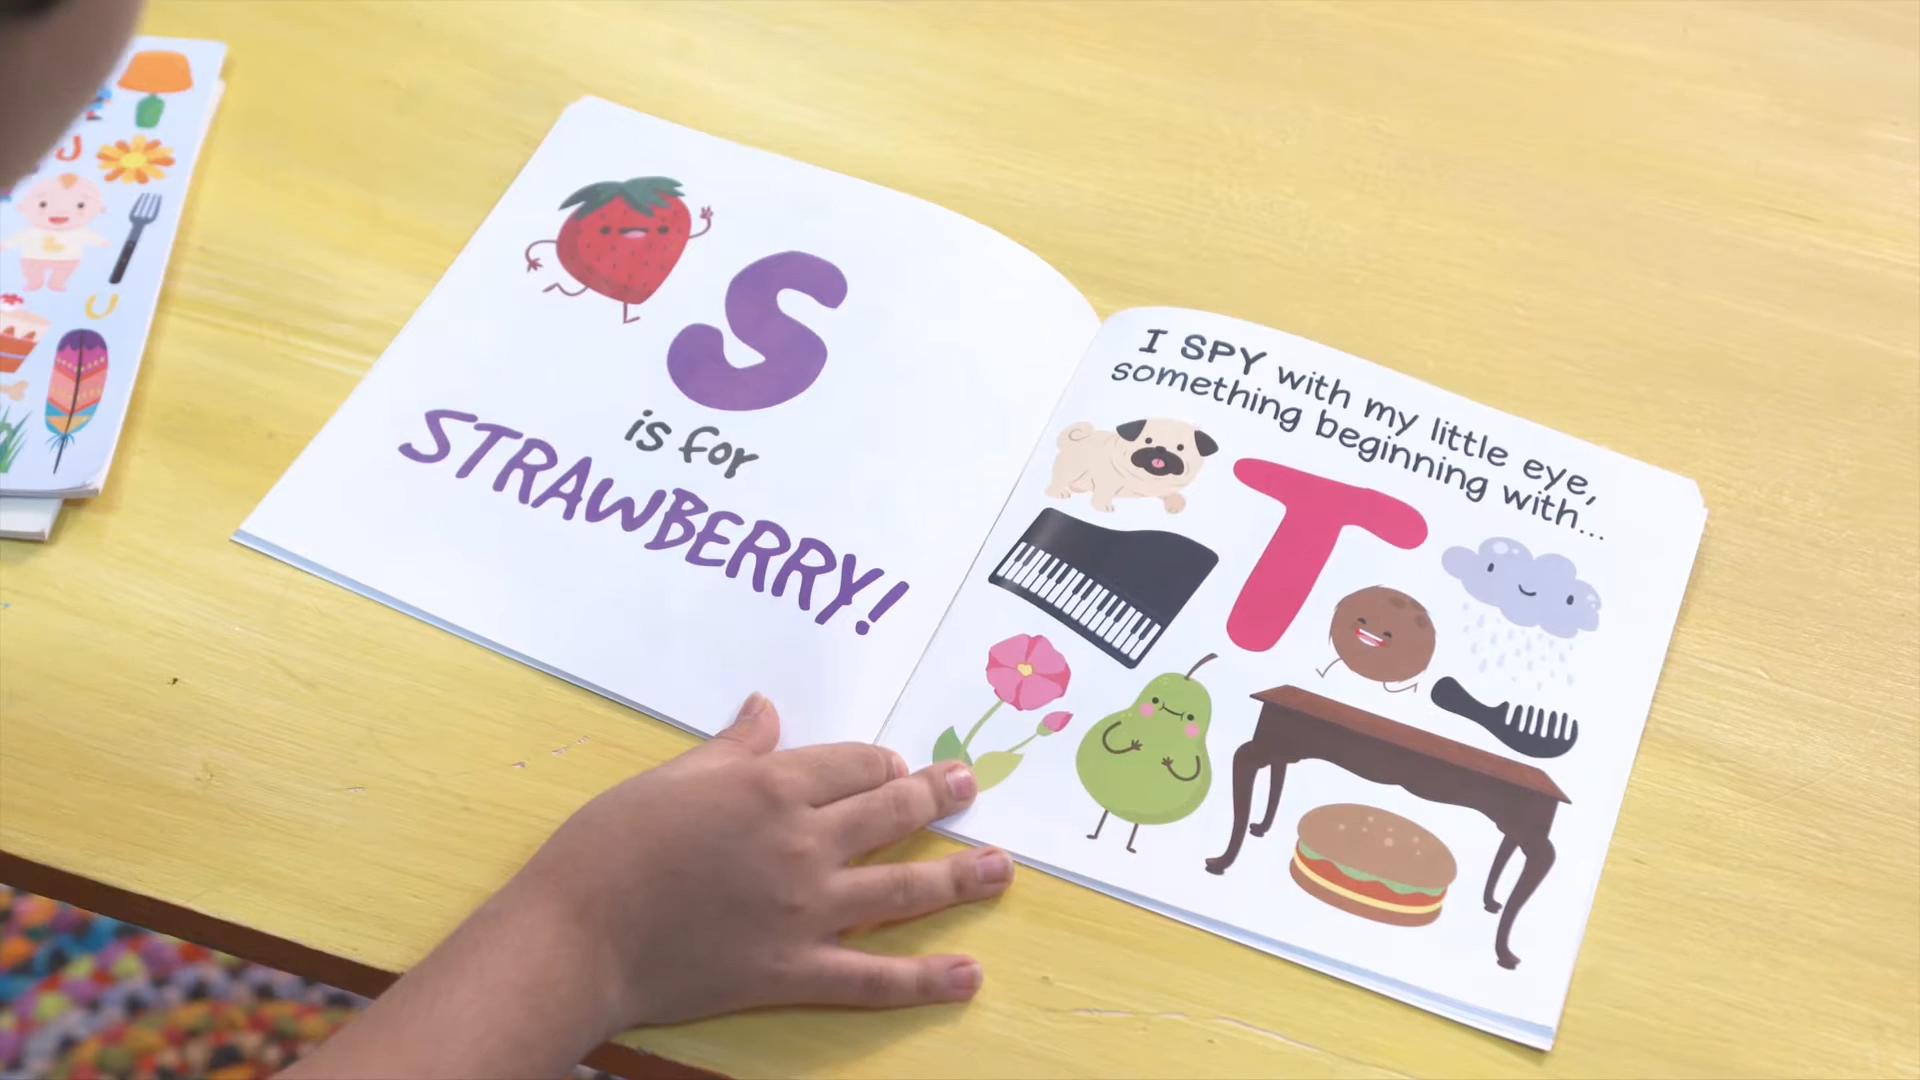 S
is for
STRAWBERRY!
I SPY with my little eye,
something beginning with...
T
J
U